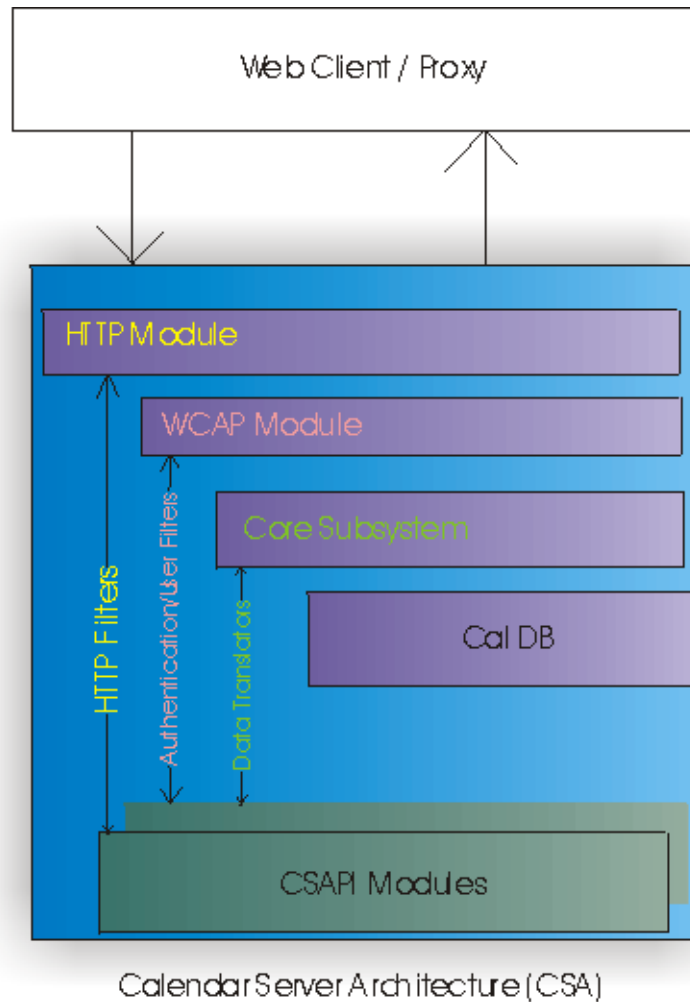 Web Client / Proxy
HTTP Module
WCAP Module
Core Subsystem
Cal DB
HTTP Filters
Authentication/User Filters
Data Translators
CSAPI Modules
Calendar Server Architecture (CSA)